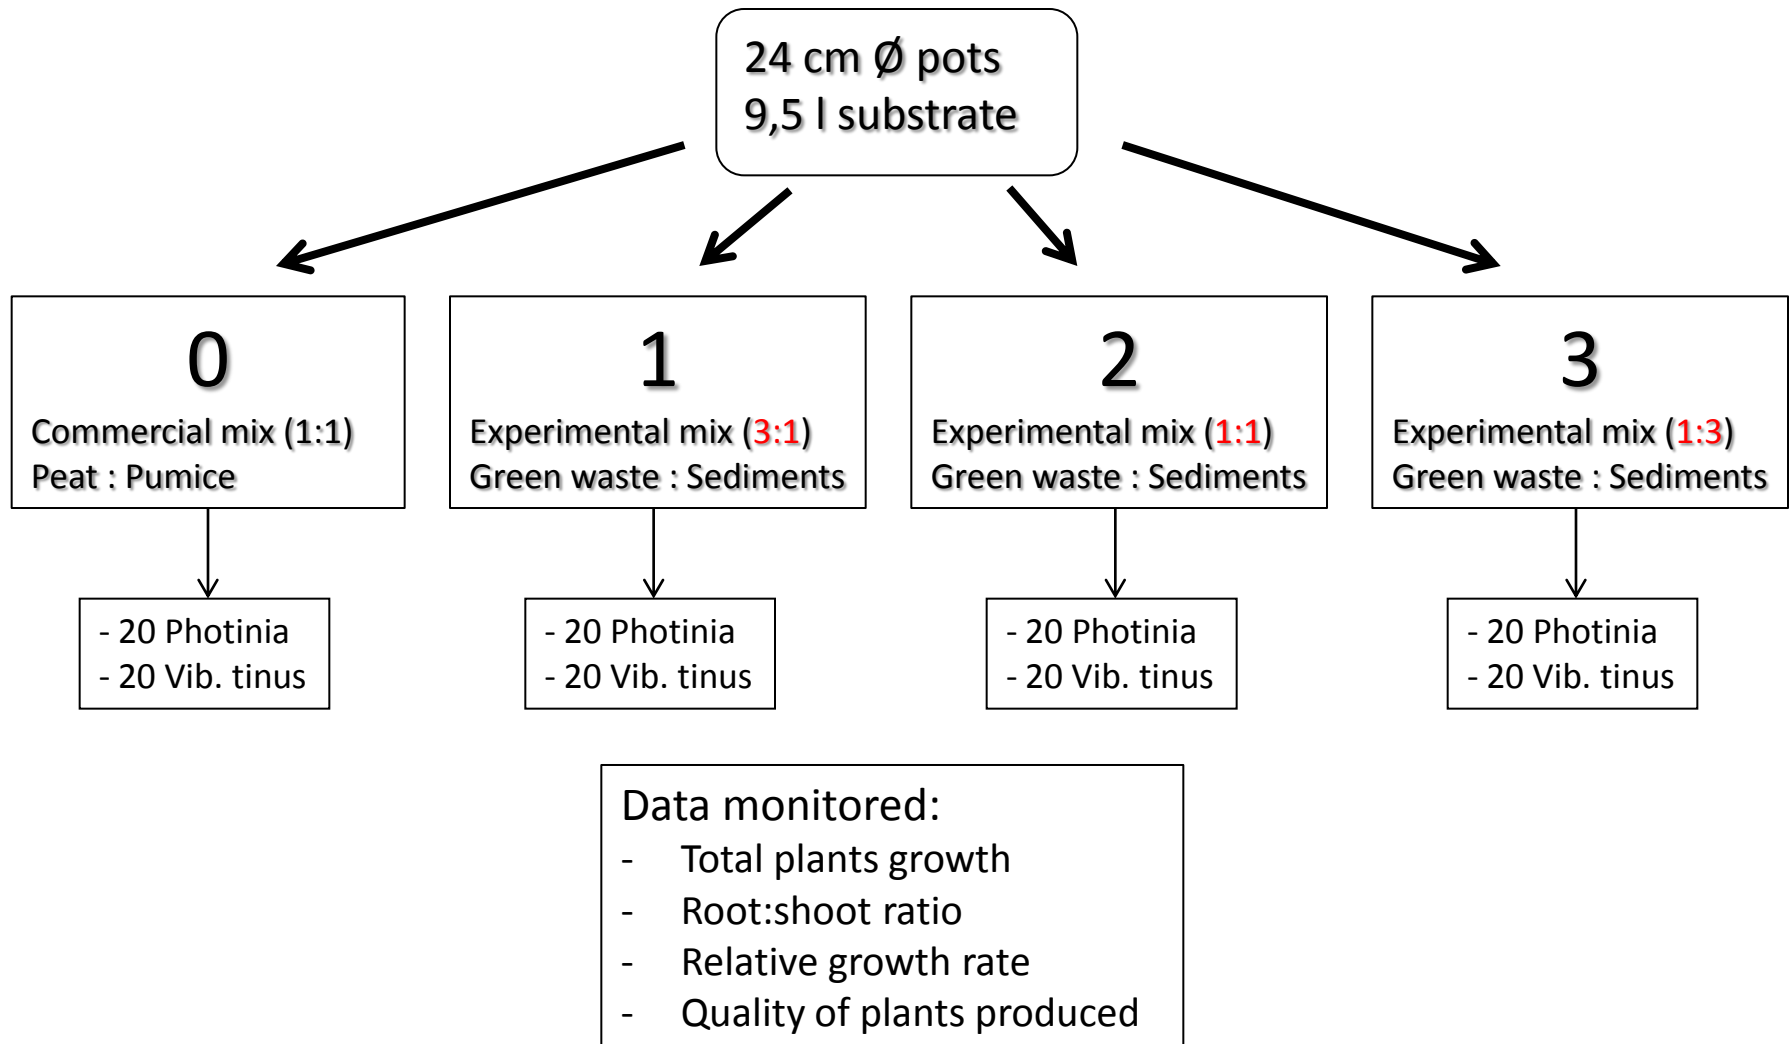 24 cm Ø pots
9,5 l substrate
0
Commercial mix (1:1)
Peat : Pumice
1
Experimental mix (3:1)
Green waste : Sediments
2
Experimental mix (1:1)
Green waste : Sediments
3
Experimental mix (1:3)
Green waste : Sediments
- 20 Photinia
- 20 Vib. tinus
- 20 Photinia
- 20 Vib. tinus
- 20 Photinia
- 20 Vib. tinus
- 20 Photinia
- 20 Vib. tinus
Data monitored:
- Total plants growth
- Root:shoot ratio
- Relative growth rate
- Quality of plants produced